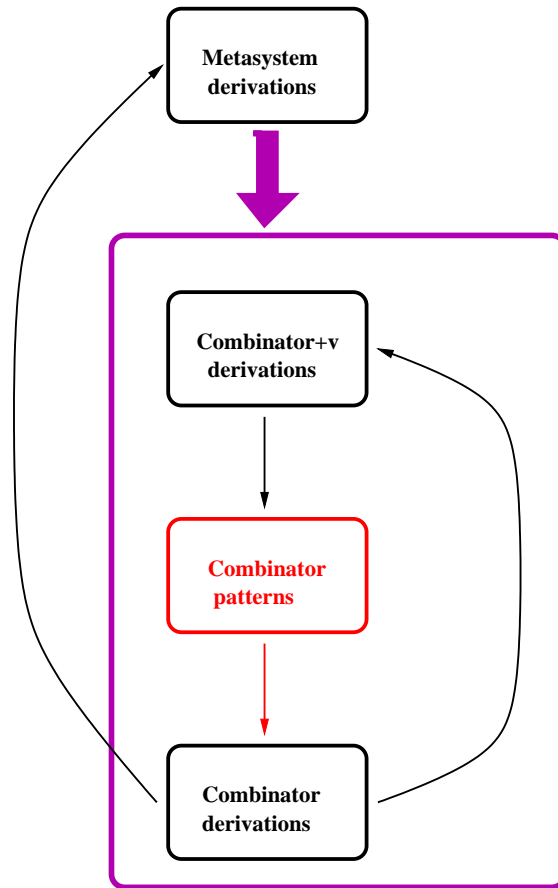 Metasystem
derivations
Combinator+v
derivations
Combinator
patterns
Combinator
derivations